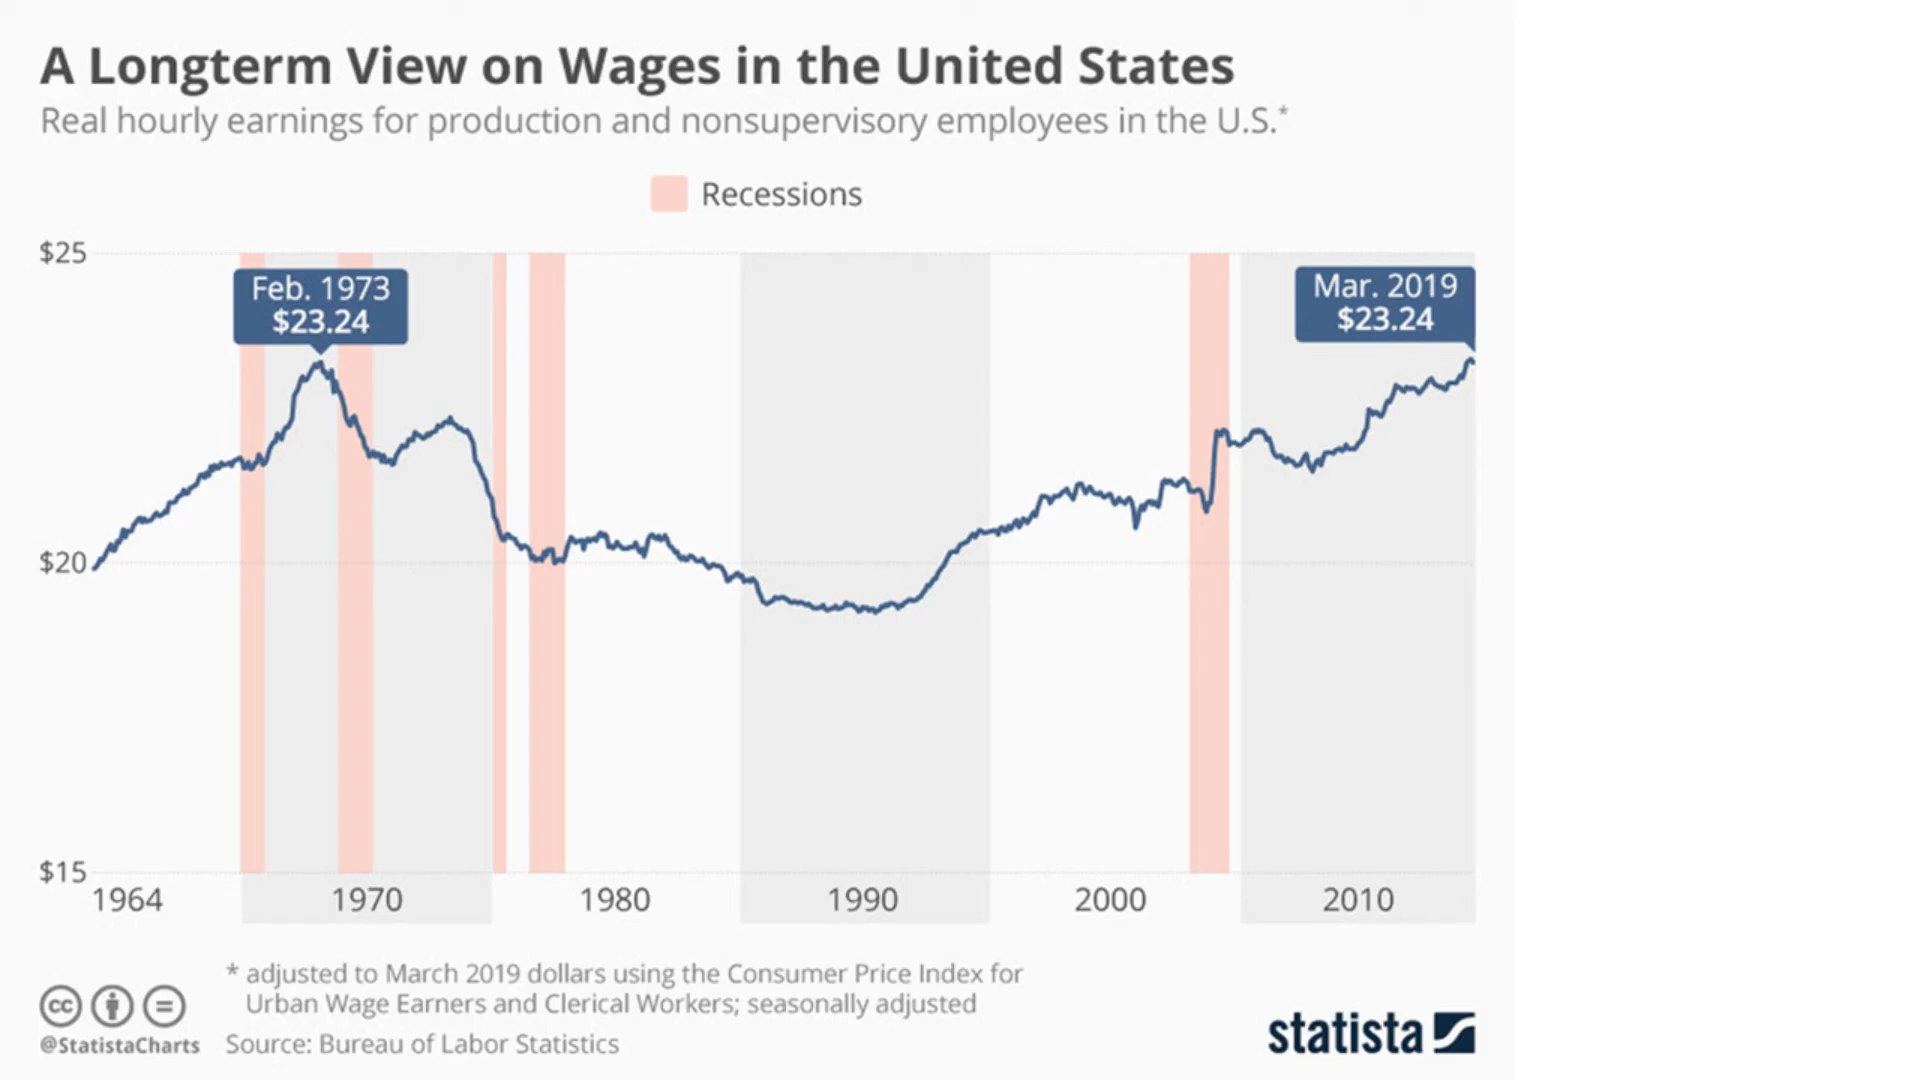 A Longterm View on Wages in the United States
Real hourly earnings for production and nonsupervisory employees in the U.S.*
Recessions
$25
Feb. 1973
$23.24
Mar. 2019
$23.24
$20
$15
1964 1970 1980 1990 2000 2010
* adjusted to March 2019 dollars using the Consumer Price Index for
Urban Wage Earners and Clerical Workers; seasonally adjusted
cc
@StatistaCharts
Source: Bureau of Labor Statistics
statista